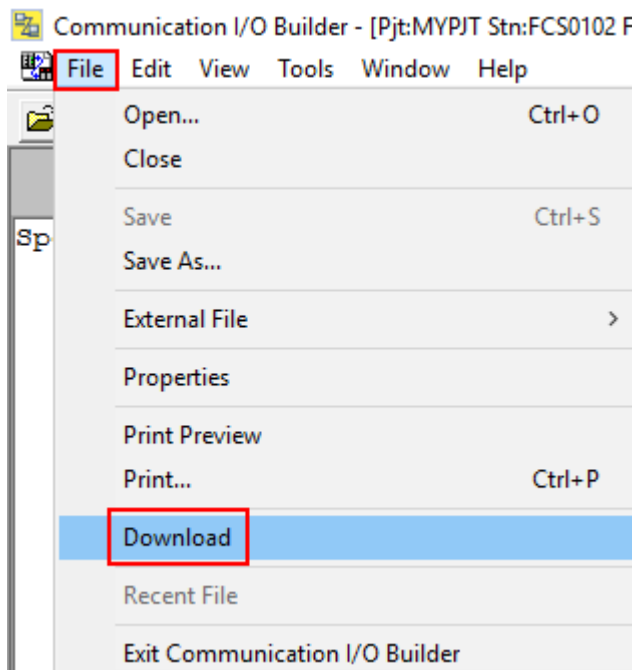 Communication I/O Builder - [Pjt:MYPJT Stn:FCS0102 F
File Edit View Tools Window Help
Open... Ctrl+O
Close
Save Ctrl+S
Sp
Save As...
External File >
Properties
Print Preview
Print... Ctrl+P
Download
Recent File
Exit Communication I/O Builder